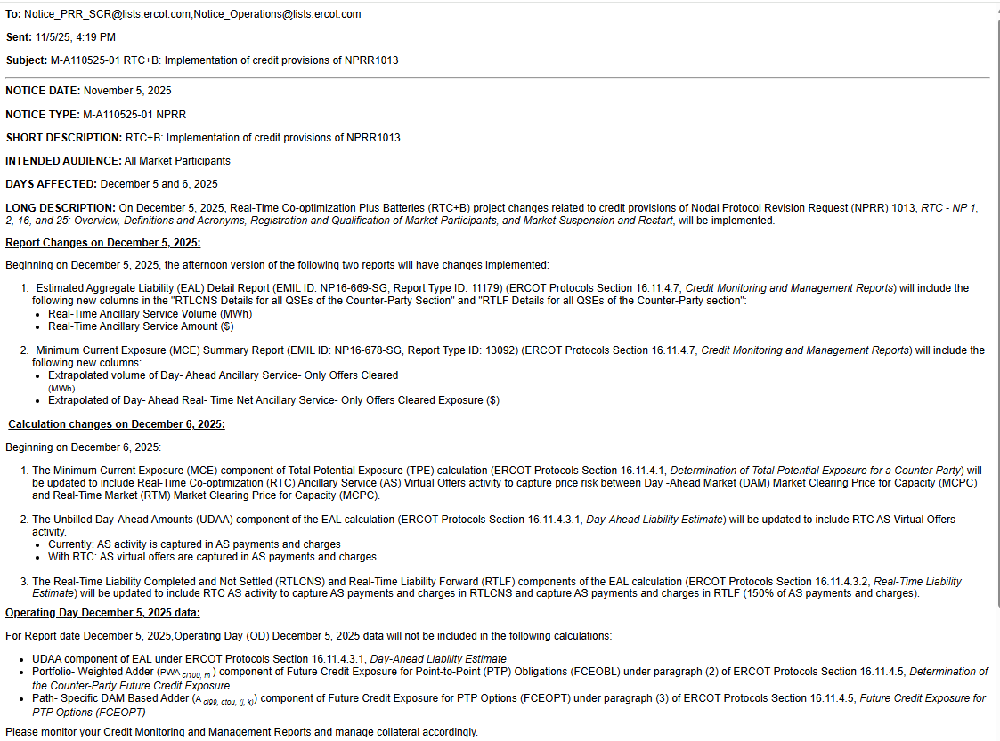 To: Notice_PRR_SCR@lists.ercot.com,Notice_Operations@lists.ercot.com
Sent: 11/5/25, 4:19 PM
Subject: M-A110525-01 RTC+B: Implementation of credit provisions of NPRR1013
NOTICE DATE: November 5, 2025
NOTICE TYPE: M-A110525-01 NPRR
SHORT DESCRIPTION: RTC+B: Implementation of credit provisions of NPRR1013
INTENDED AUDIENCE: All Market Participants
DAYS AFFECTED: December 5 and 6, 2025
LONG DESCRIPTION: On December 5, 2025, Real-Time Co-optimization Plus Batteries (RTC+B) project changes related to credit provisions of Nodal Protocol Revision Request (NPRR) 1013, RTC - NP 1,
2, 16, and 25: Overview, Definitions and Acronyms, Registration and Qualification of Market Participants, and Market Suspension and Restart, will be implemented.
Report Changes on December 5, 2025:
Beginning on December 5, 2025, the afternoon version of the following two reports will have changes implemented:
1. Estimated Aggregate Liability (EAL) Detail Report (EMIL ID: NP16-669-SG, Report Type ID: 11179) (ERCOT Protocols Section 16.11.4.7, Credit Monitoring and Management Reports) will include the
following new columns in the "RTLCNS Details for all QSEs of the Counter-Party Section" and "RTLF Details for all QSEs of the Counter-Party section":
• Real-Time Ancillary Service Volume (MWh)
• Real-Time Ancillary Service Amount ($)
2. Minimum Current Exposure (MCE) Summary Report (EMIL ID: NP16-678-SG, Report Type ID: 13092) (ERCOT Protocols Section 16.11.4.7, Credit Monitoring and Management Reports) will include the
following new columns:
• Extrapolated volume of Day- Ahead Ancillary Service- Only Offers Cleared
(MWh)
• Extrapolated of Day- Ahead Real- Time Net Ancillary Service- Only Offers Cleared Exposure ($)
Calculation changes on December 6, 2025:
Beginning on December 6, 2025:
1. The Minimum Current Exposure (MCE) component of Total Potential Exposure (TPE) calculation (ERCOT Protocols Section 16.11.4.1, Determination of Total Potential Exposure for a Counter-Party) will
be updated to include Real-Time Co-optimization (RTC) Ancillary Service (AS) Virtual Offers activity to capture price risk between Day -Ahead Market (DAM) Market Clearing Price for Capacity (MCPC)
and Real-Time Market (RTM) Market Clearing Price for Capacity (MCPC).
2. The Unbilled Day-Ahead Amounts (UDAA) component of the EAL calculation (ERCOT Protocols Section 16.11.4.3.1, Day-Ahead Liability Estimate) will be updated to include RTC AS Virtual Offers
activity.
• Currently: AS activity is captured in AS payments and charges
• With RTC: AS virtual offers are captured in AS payments and charges
3. The Real-Time Liability Completed and Not Settled (RTLCNS) and Real-Time Liability Forward (RTLF) components of the EAL calculation (ERCOT Protocols Section 16.11.4.3.2, Real-Time Liability
Estimate) will be updated to include RTC AS activity to capture AS payments and charges in RTLCNS and capture AS payments and charges in RTLF (150% of AS payments and charges).
Operating Day December 5, 2025 data:
For Report date December 5, 2025,Operating Day (OD) December 5, 2025 data will not be included in the following calculations:
• UDAA component of EAL under ERCOT Protocols Section 16.11.4.3.1, Day-Ahead Liability Estimate
• Portfolio- Weighted Adder (PWA ci100, m ) component of Future Credit Exposure for Point-to-Point (PTP) Obligations (FCEOBL) under paragraph (2) of ERCOT Protocols Section 16.11.4.5, Determination of
the Counter-Party Future Credit Exposure
• Path- Specific DAM Based Adder (A ci99, ctou, (j, k)) component of Future Credit Exposure for PTP Options (FCEOPT) under paragraph (3) of ERCOT Protocols Section 16.11.4.5, Future Credit Exposure for
PTP Options (FCEOPT)
Please monitor your Credit Monitoring and Management Reports and manage collateral accordingly.